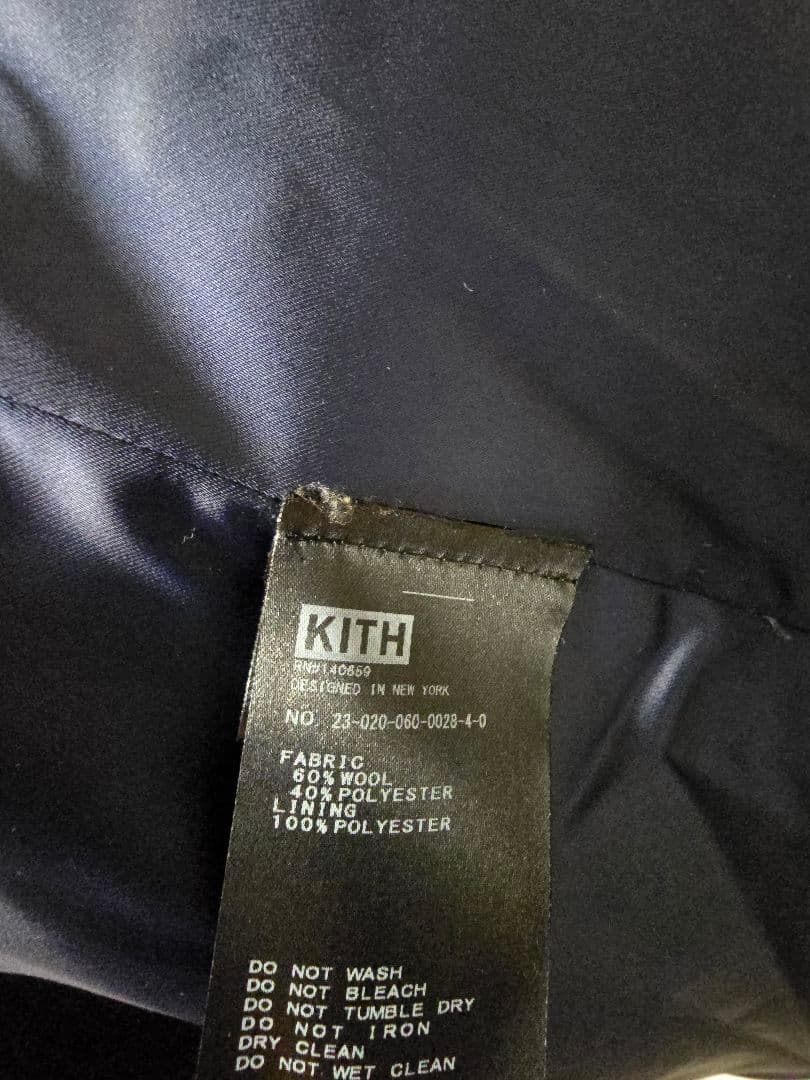 KITH
RN#140659
DESIGNED IN NEW YORK
NO. 23-020-060-0028-4-0
FABRIC
60% WOOL
40% POLYESTER
LINING
100% POLYESTER
DO NOT WASH
DO NOT BLEACH
DO NOT TUMBLE DRY
DO NOT IRON
DRY CLEAN
DO NOT WET CLEAN